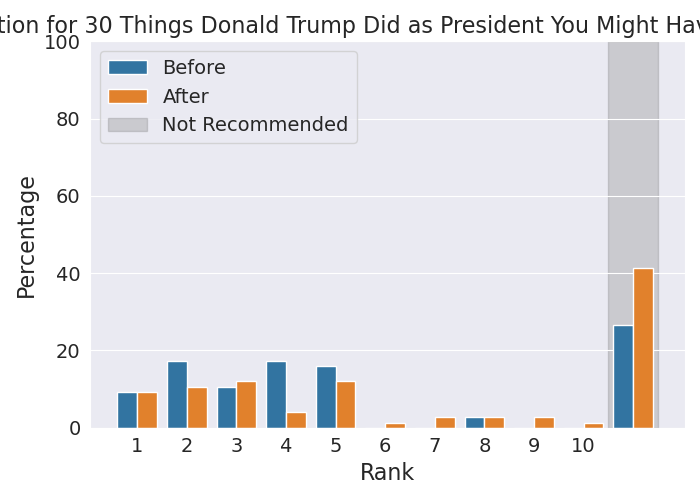 tion for 30 Things Donald Trump Did as President You Might Hav
100
80
60
40
20
0
Percentage
Before
After
Not Recommended
1 2 3 4 5 6 7 8 9 10
Rank